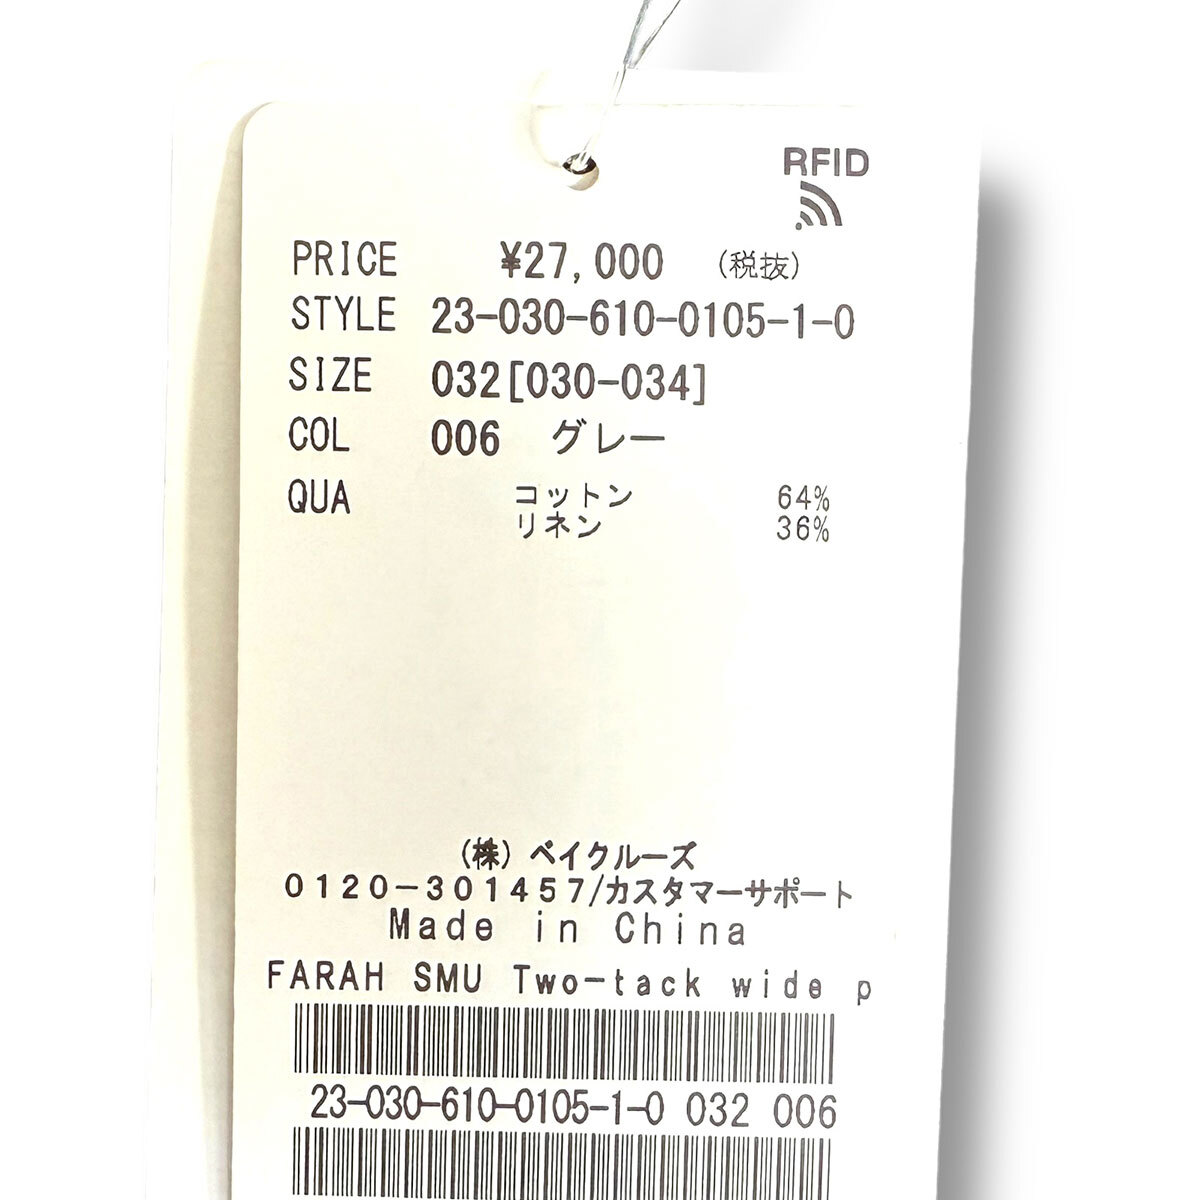 RFID
PRICE ¥27,000 (税抜)
STYLE 23-030-610-0105-1-0
SIZE 032[030-034]
COL 006 グレー
QUA コットン 64%
リネン 36%
(株) ベイクルーズ
0120-301457/カスタマーサポート
Made in China
FARAH SMU Two-tack wide p
23-030-610-0105-1-0 032 006